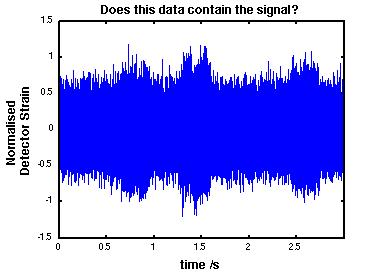 Does this data contain the signal?
1.5
1
0.5
0
-0.5
-1
-1.5
Normalised
Detector Strain
0 0.5 1 1.5 2 2.5
time /s